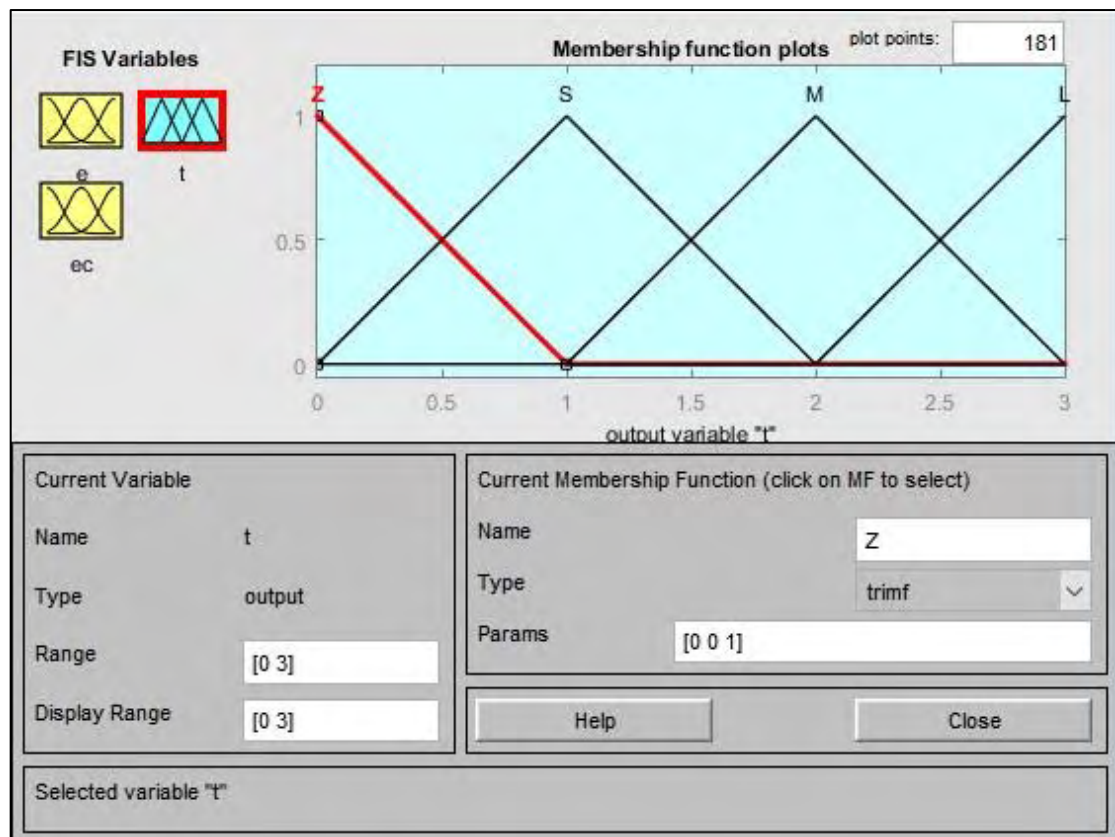 FIS Variables
e
t
ec
Membership function plots
plot points:
181
Z
S
M
L
1
0.5
0
0
0.5
1
1.5
2
2.5
3
output variable "t"
Current Variable
Name
t
Type
output
Range
[0 3]
Display Range
[0 3]
Current Membership Function (click on MF to select)
Name
Z
Type
trimf
Params
[0 0 1]
Help
Close
Selected variable "t"